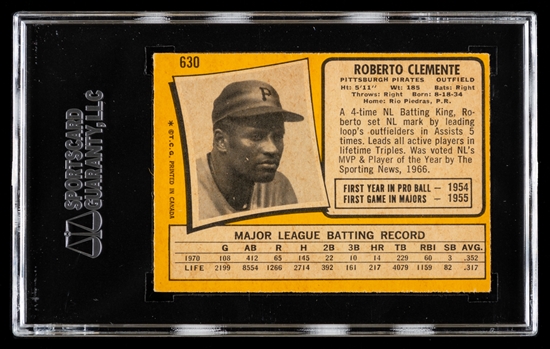 SPORTSCARD
GUARANTY, LLC
630
* ©T.C.G. PRINTED IN CANADA
P
ROBERTO CLEMENTE
PITTSBURGH PIRATES OUTFIELD
Ht: 5'11" Wt: 185 Bats: Right
Throws: Right Born: 8-18-34
Home: Rio Piedras, P.R.
A 4-time NL Batting King, Ro-
berto set NL mark by leading
loop's outfielders in Assists 5
times. Leads all active players in
lifetime Triples. Was voted NL's
MVP & Player of the Year by The
Sporting News, 1966.
FIRST YEAR IN PRO BALL — 1954
FIRST GAME IN MAJORS — 1955
MAJOR LEAGUE BATTING RECORD
G AB R H 2B 3B HR TB RBI SB AVG.
1970 108 412 65 145 22 10 14 229 60 3 .352
LIFE 2199 8554 1266 2714 392 161 217 4079 1159 82 .317